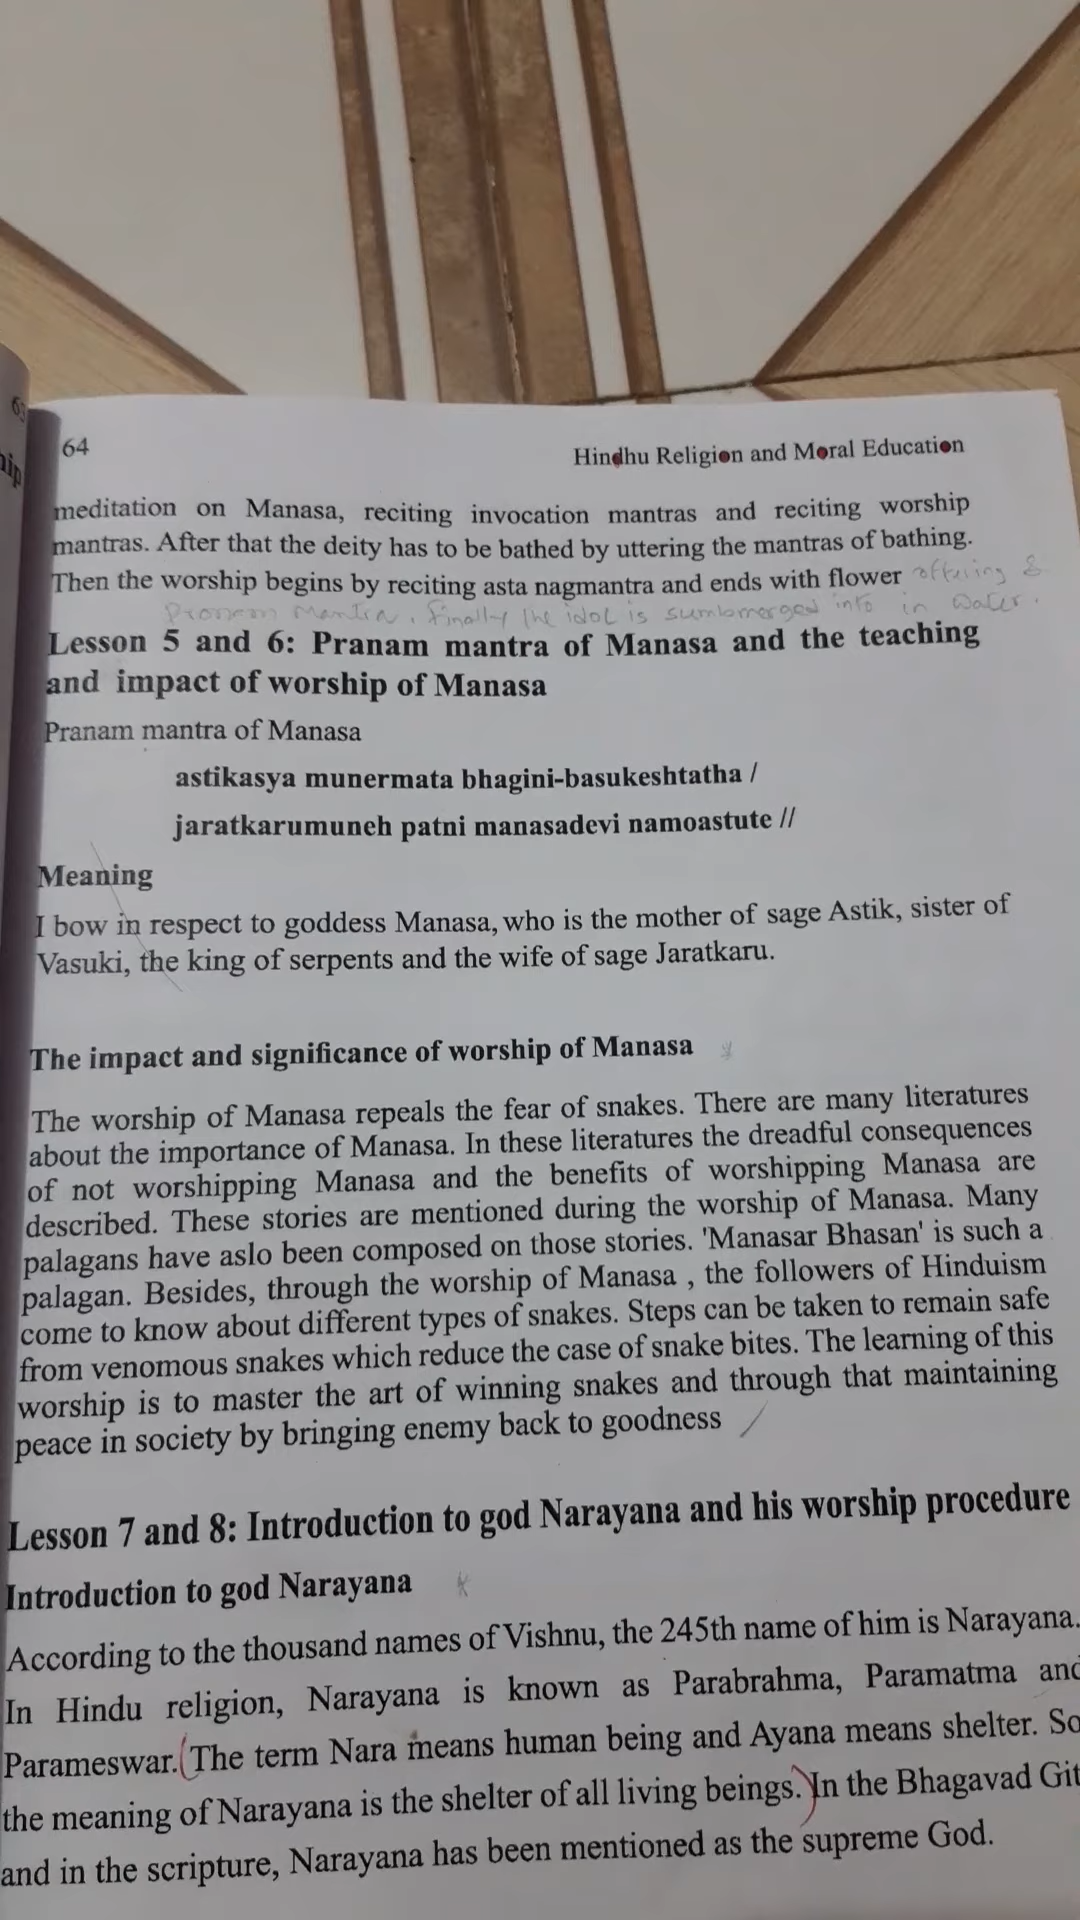 63
hip
64
Hindhu Religion and Moral Education
meditation on Manasa, reciting invocation mantras and reciting worship
mantras. After that the deity has to be bathed by uttering the mantras of bathing.
Then the worship begins by reciting asta nagmantra and ends with flower offering &
Pronam Mantra. finally the idol is sumbmerged into in water.
Lesson 5 and 6: Pranam mantra of Manasa and the teaching
and impact of worship of Manasa
Pranam mantra of Manasa
astikasya munermata bhagini-basukeshtatha /
jaratkarumuneh patni manasadevi namoastute //
Meaning
I bow in respect to goddess Manasa, who is the mother of sage Astik, sister of
Vasuki, the king of serpents and the wife of sage Jaratkaru.
The impact and significance of worship of Manasa
The worship of Manasa repeals the fear of snakes. There are many literatures
about the importance of Manasa. In these literatures the dreadful consequences
of not worshipping Manasa and the benefits of worshipping Manasa are
described. These stories are mentioned during the worship of Manasa. Many
palagans have aslo been composed on those stories. 'Manasar Bhasan' is such a
palagan. Besides, through the worship of Manasa , the followers of Hinduism
come to know about different types of snakes. Steps can be taken to remain safe
from venomous snakes which reduce the case of snake bites. The learning of this
worship is to master the art of winning snakes and through that maintaining
peace in society by bringing enemy back to goodness
Lesson 7 and 8: Introduction to god Narayana and his worship procedure
Introduction to god Narayana
According to the thousand names of Vishnu, the 245th name of him is Narayana.
In Hindu religion, Narayana is known as Parabrahma, Paramatma and
Parameswar. (The term Nara means human being and Ayana means shelter. So
the meaning of Narayana is the shelter of all living beings.) In the Bhagavad Git
and in the scripture, Narayana has been mentioned as the supreme God.